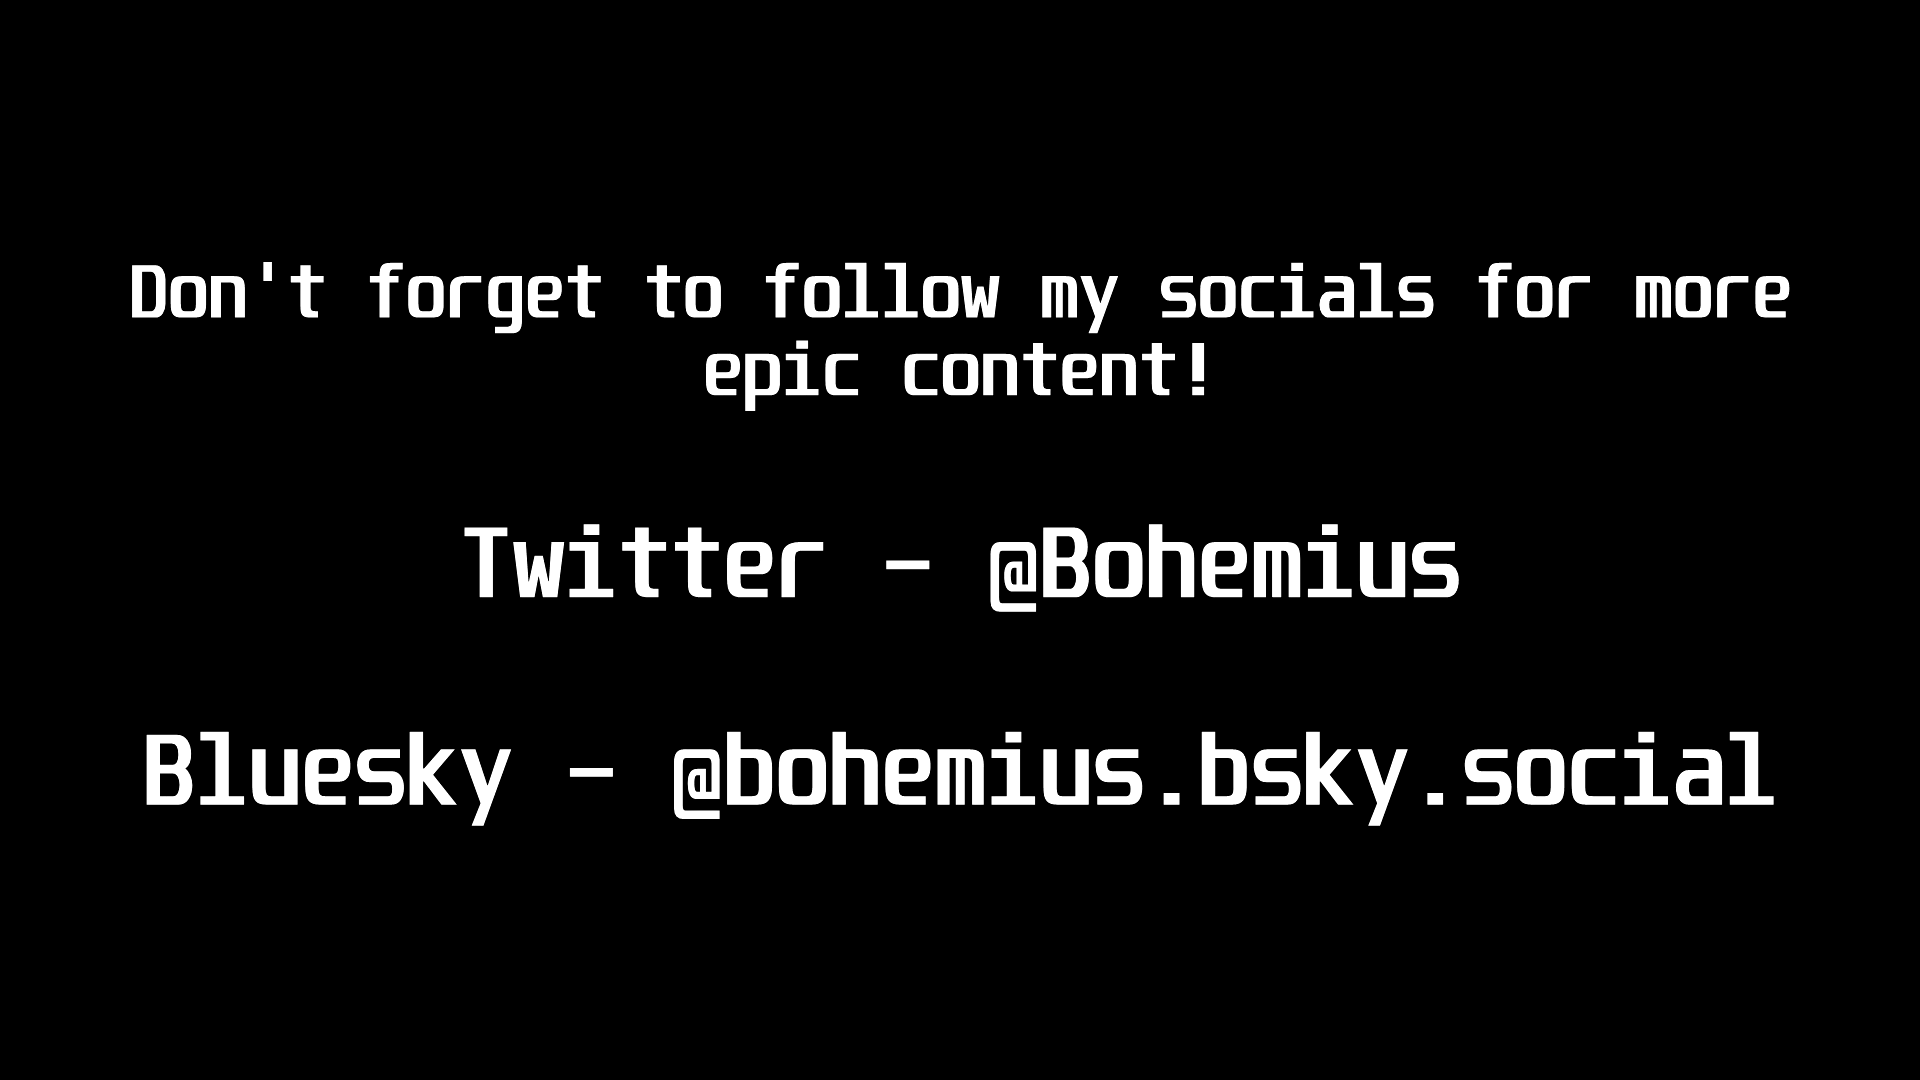 Don't forget to follow my socials for more
epic content!
Twitter - @Bohemius
Bluesky - @bohemius.bsky.social